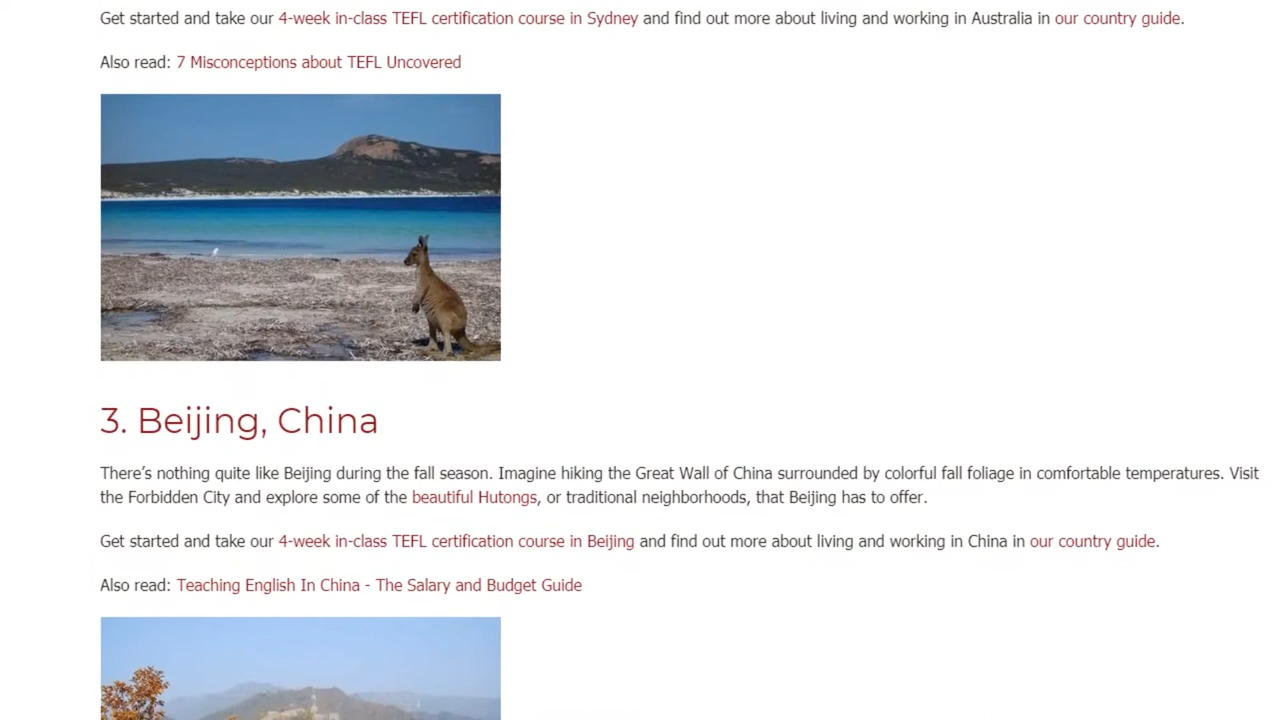 Get started and take our 4-week in-class TEFL certification course in Sydney and find out more about living and working in Australia in our country guide.
Also read: 7 Misconceptions about TEFL Uncovered
3. Beijing, China
There’s nothing quite like Beijing during the fall season. Imagine hiking the Great Wall of China surrounded by colorful fall foliage in comfortable temperatures. Visit
the Forbidden City and explore some of the beautiful Hutongs, or traditional neighborhoods, that Beijing has to offer.
Get started and take our 4-week in-class TEFL certification course in Beijing and find out more about living and working in China in our country guide.
Also read: Teaching English In China - The Salary and Budget Guide